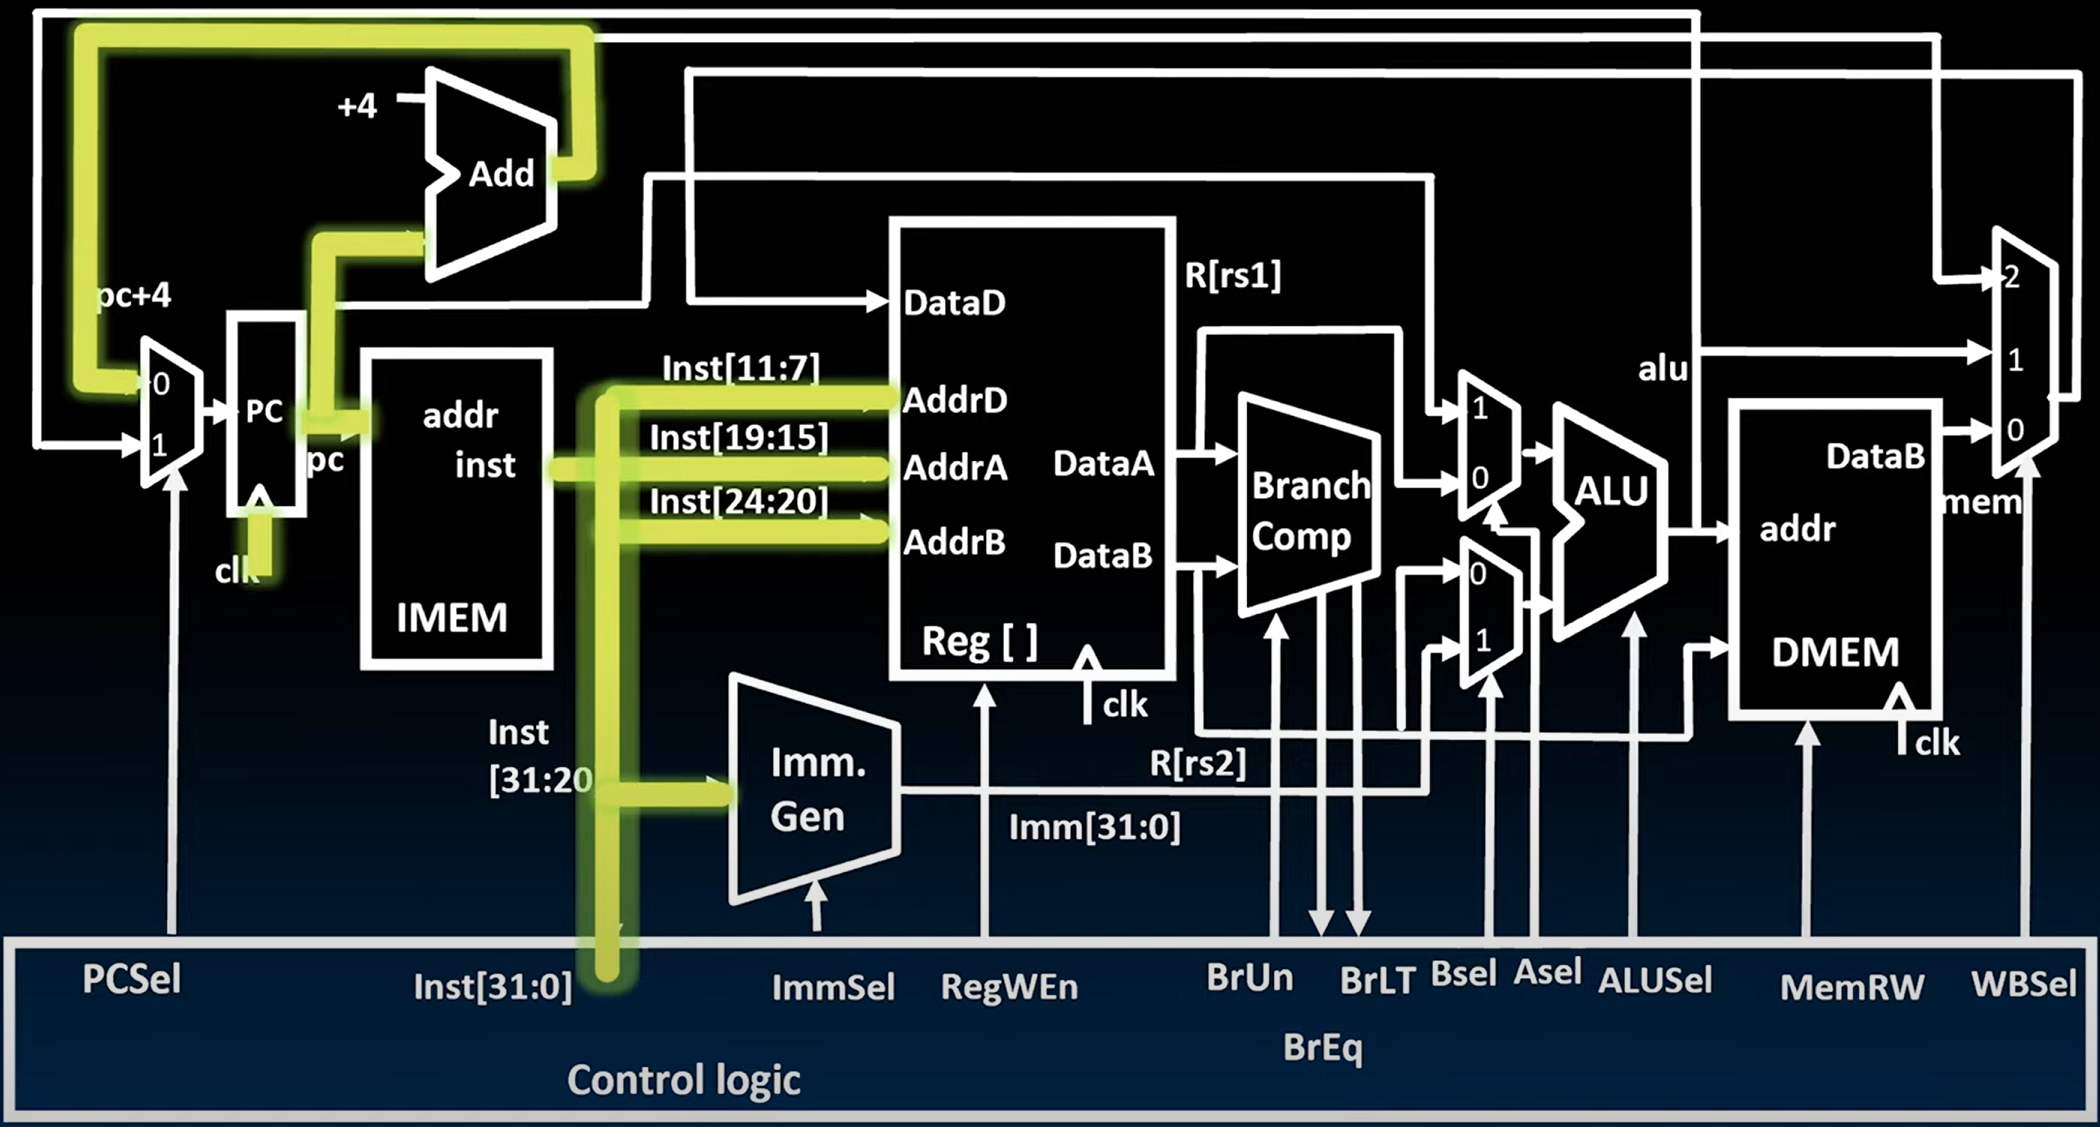 +4
Add
pc+4
0
1
PC
pc
clk
addr
inst
IMEM
Inst[11:7]
Inst[19:15]
Inst[24:20]
DataD
AddrD
AddrA
AddrB
DataA
DataB
Reg [ ]
clk
R[rs1]
Branch
Comp
1
0
0
1
ALU
alu
addr
DataB
DMEM
clk
mem
2
1
0
Inst
[31:20
Imm.
Gen
R[rs2]
Imm[31:0]
PCSel
Inst[31:0]
ImmSel
RegWEn
BrUn
BrLT
Bsel
Asel
ALUSel
MemRW
WBSel
BrEq
Control logic